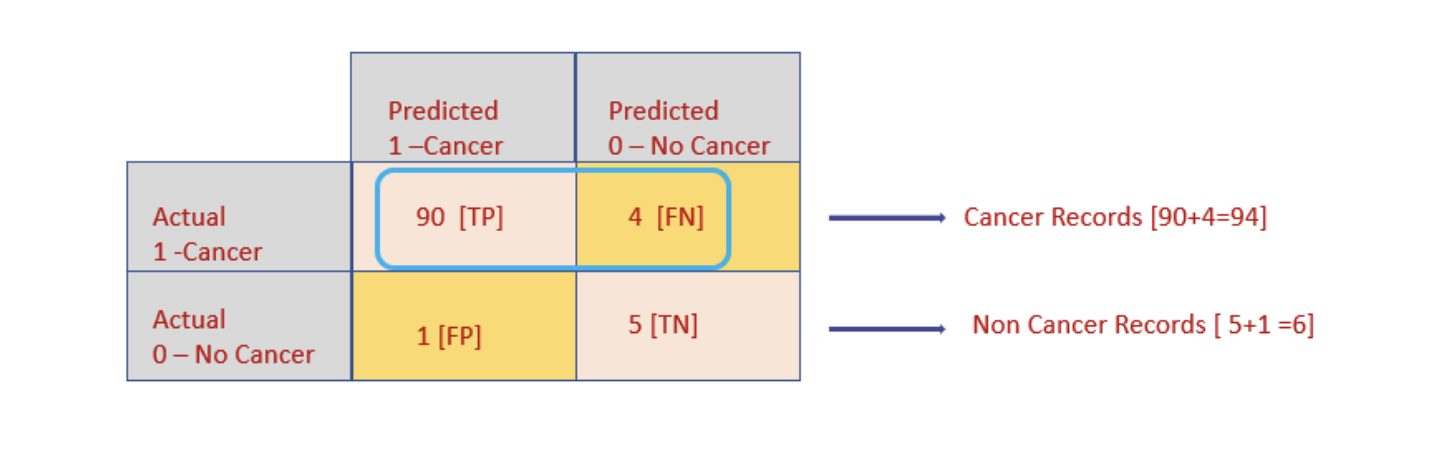 Predicted
1 –Cancer
Predicted
0 – No Cancer
Actual
1 -Cancer
90 [TP]
4 [FN]
Cancer Records [90+4=94]
Actual
0 – No Cancer
1 [FP]
5 [TN]
Non Cancer Records [ 5+1 =6]